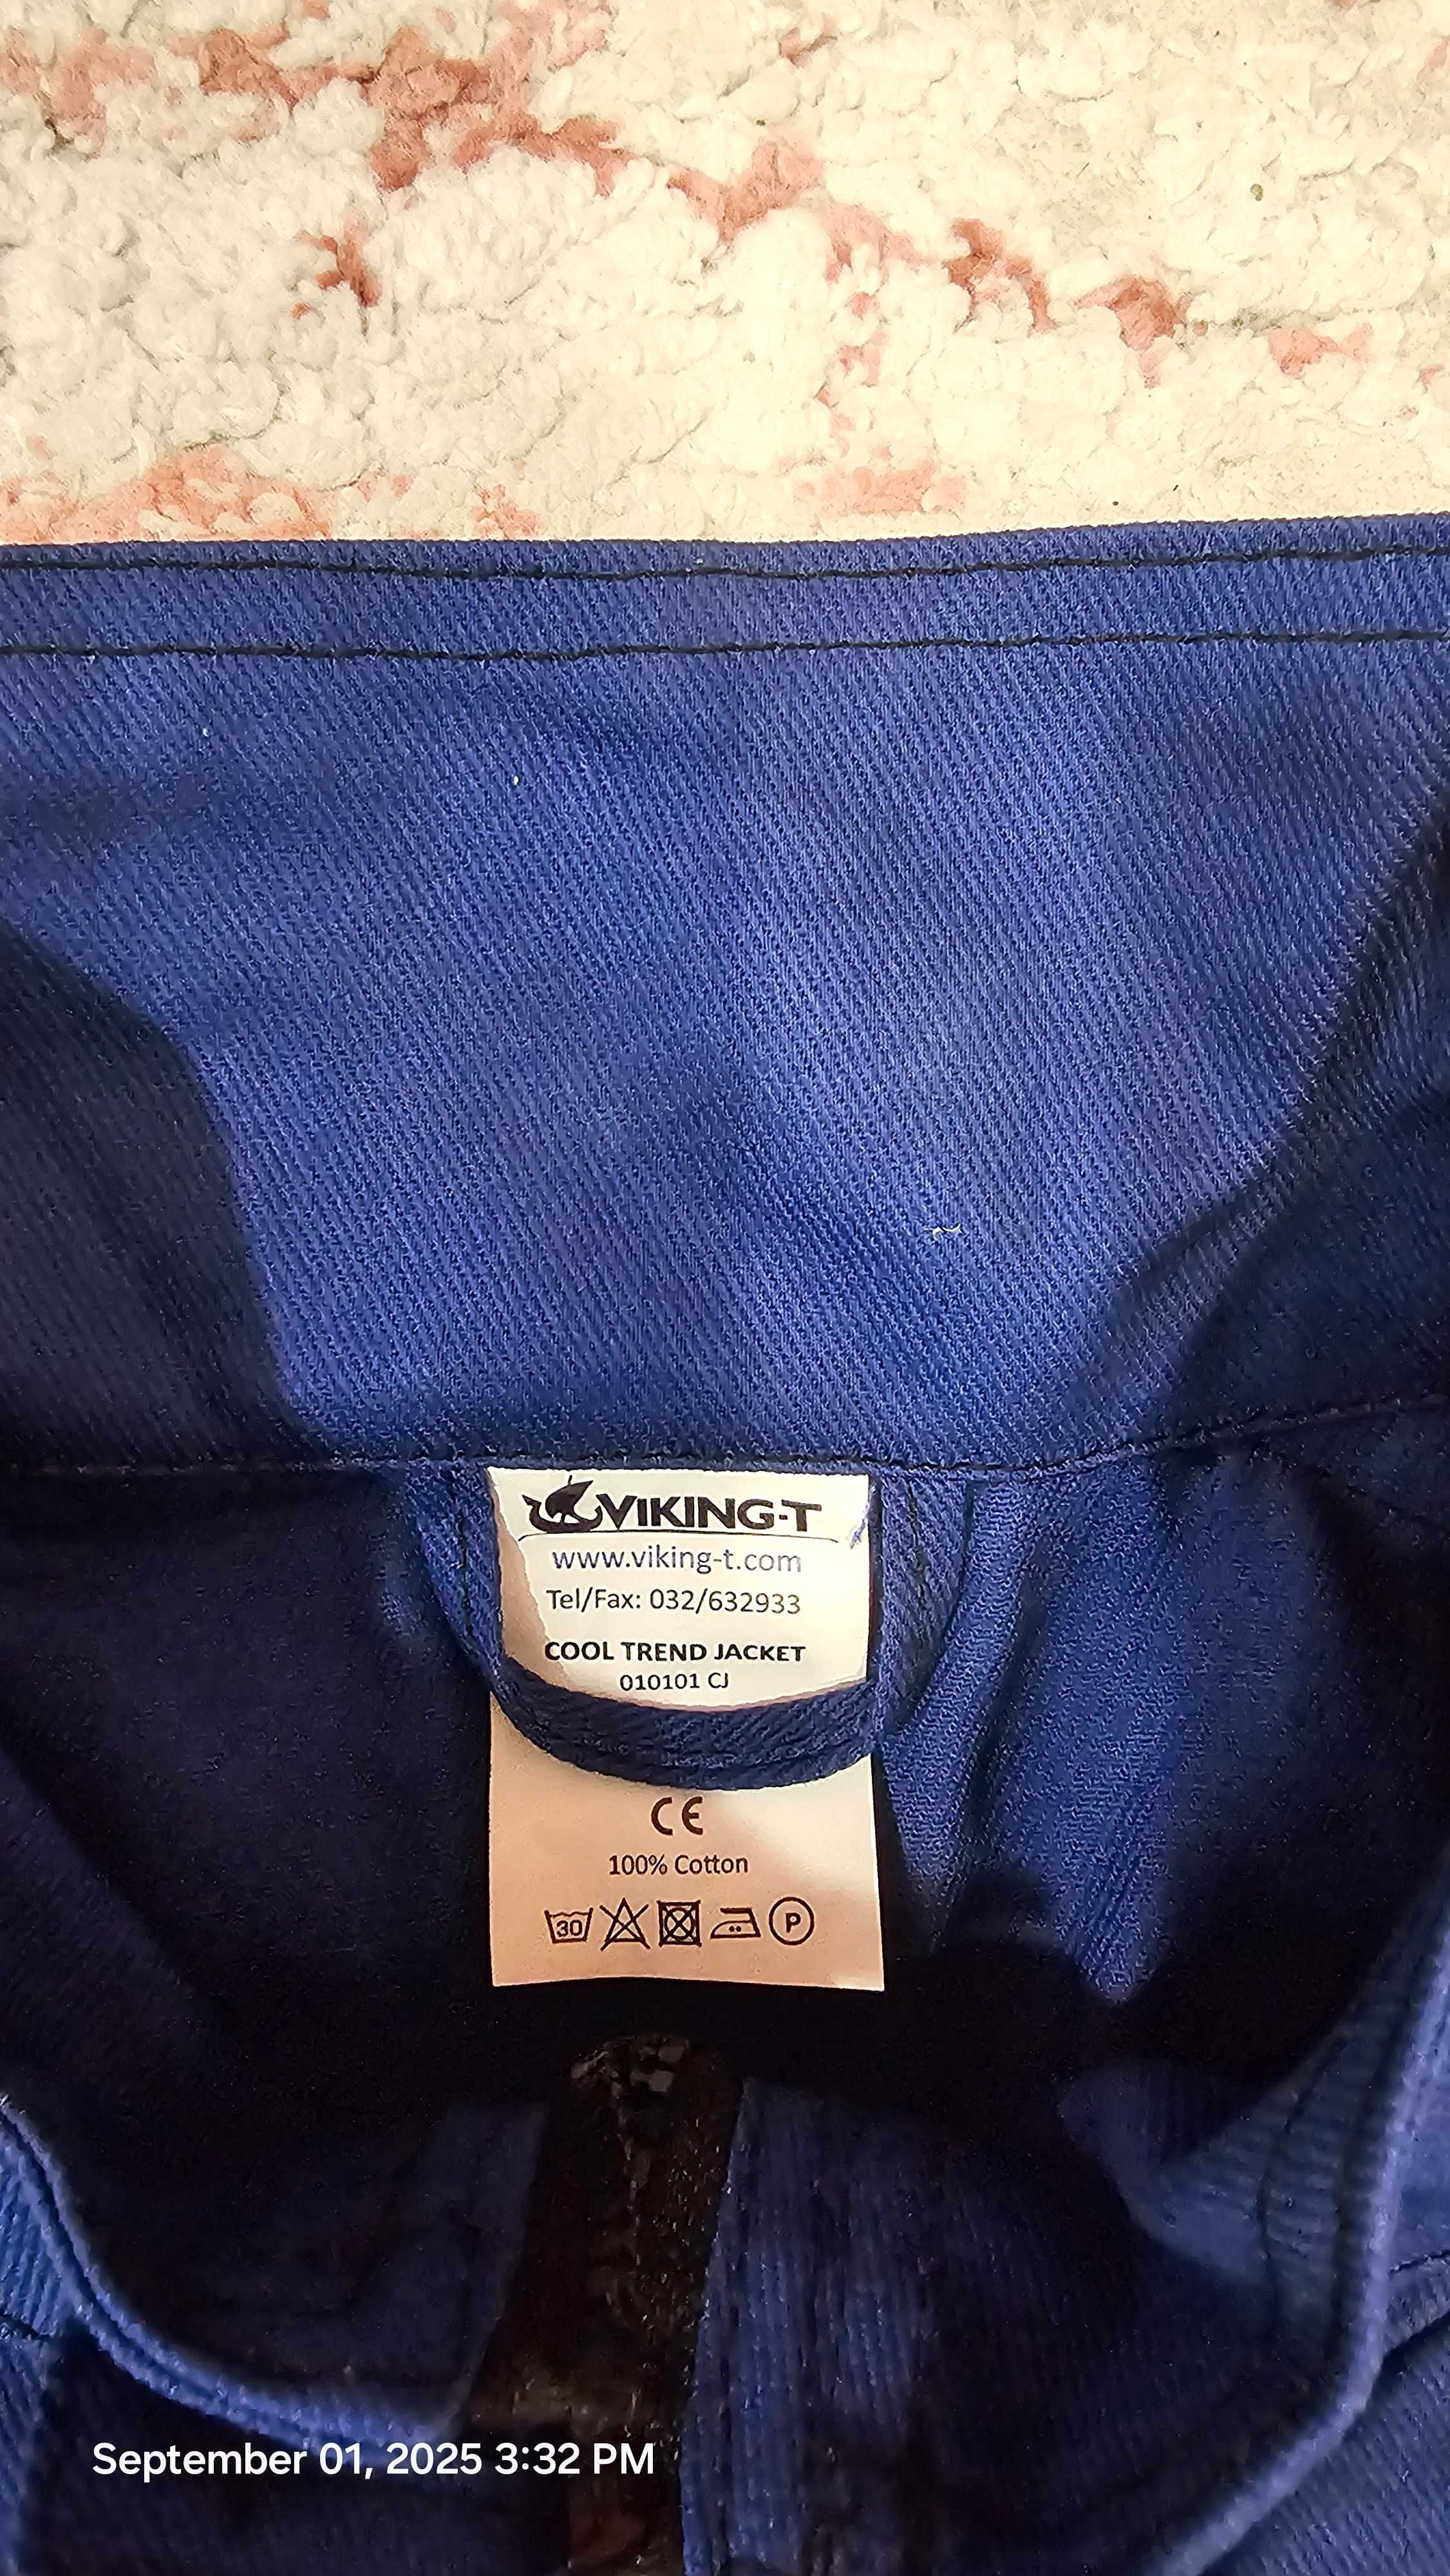 VIKING-T
www.viking-t.com
Tel/Fax: 032/632933
COOL TREND JACKET
010101 CJ
CE
100% Cotton
30 P
September 01, 2025 3:32 PM